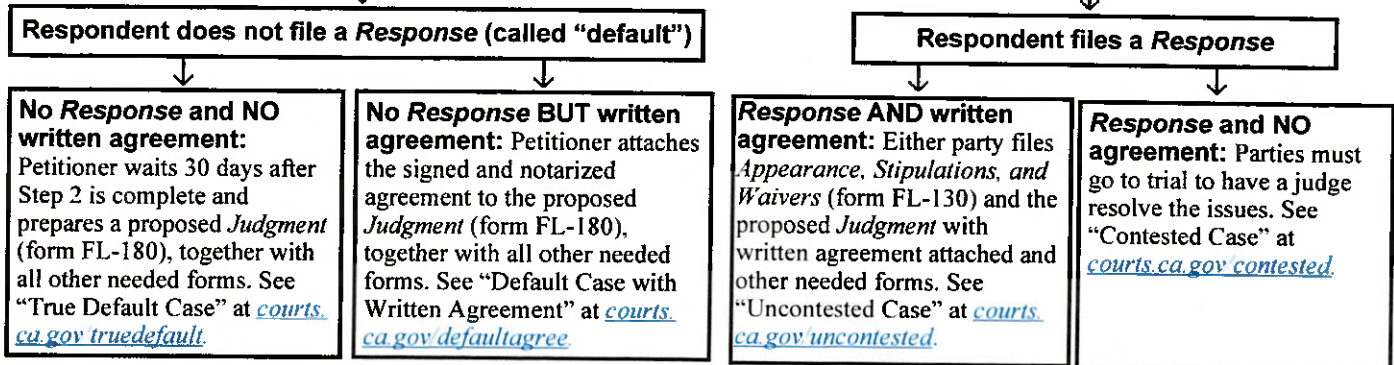 Respondent does not file a Response (called “default”)
Respondent files a Response
No Response and NO
written agreement:
Petitioner waits 30 days after
Step 2 is complete and
prepares a proposed Judgment
(form FL-180), together with
all other needed forms. See
“True Default Case” at courts.
ca.gov/truedefault.
No Response BUT written
agreement: Petitioner attaches
the signed and notarized
agreement to the proposed
Judgment (form FL-180),
together with all other needed
forms. See “Default Case with
Written Agreement” at courts.
ca.gov/defaultagree.
Response AND written
agreement: Either party files
Appearance, Stipulations, and
Waivers (form FL-130) and the
proposed Judgment with
written agreement attached and
other needed forms. See
“Uncontested Case” at courts.
ca.gov/uncontested.
Response and NO
agreement: Parties must
go to trial to have a judge
resolve the issues. See
“Contested Case” at
courts.ca.gov/contested.